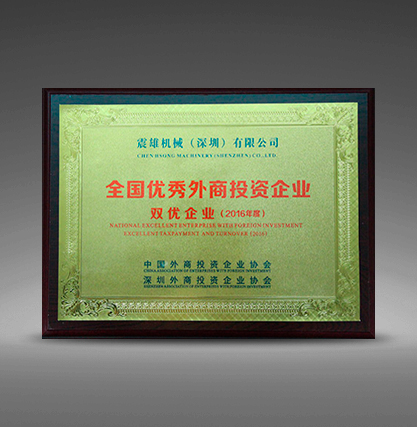 震雄机械（深圳）有限公司
CHEN HSONG MACHINERY (SHENZHEN) CO., LTD.
全国优秀外商投资企业
双优企业（2016年度）
NATIONAL EXCELLENT ENTERPRISE WITH FOREIGN INVESTMENT
EXCELLENT TAXPAYMENT AND TURNOVER (2016)
中国外商投资企业协会
CHINA ASSOCIATION OF ENTERPRISES WITH FOREIGN INVESTMENT
深圳外商投资企业协会
SHENZHEN ASSOCIATION OF ENTERPRISES WITH FOREIGN INVESTMENT